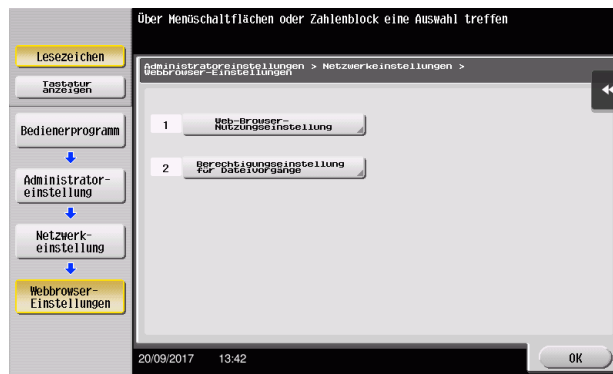 Über Menüschaltflächen oder Zahlenblock eine Auswahl treffen
Lesezeichen
Tastatur
anzeigen
Bedienerprogramm
Administrator-
einstellung
Netzwerk-
einstellung
Webbrowser-
Einstellungen
Administratoreinstellungen > Netzwerkeinstellungen >
Webbrowser-Einstellungen
1 Web-Browser-
Nutzungseinstellung
2 Berechtigungseinstellung
für Dateivorgänge
20/09/2017 13:42
OK